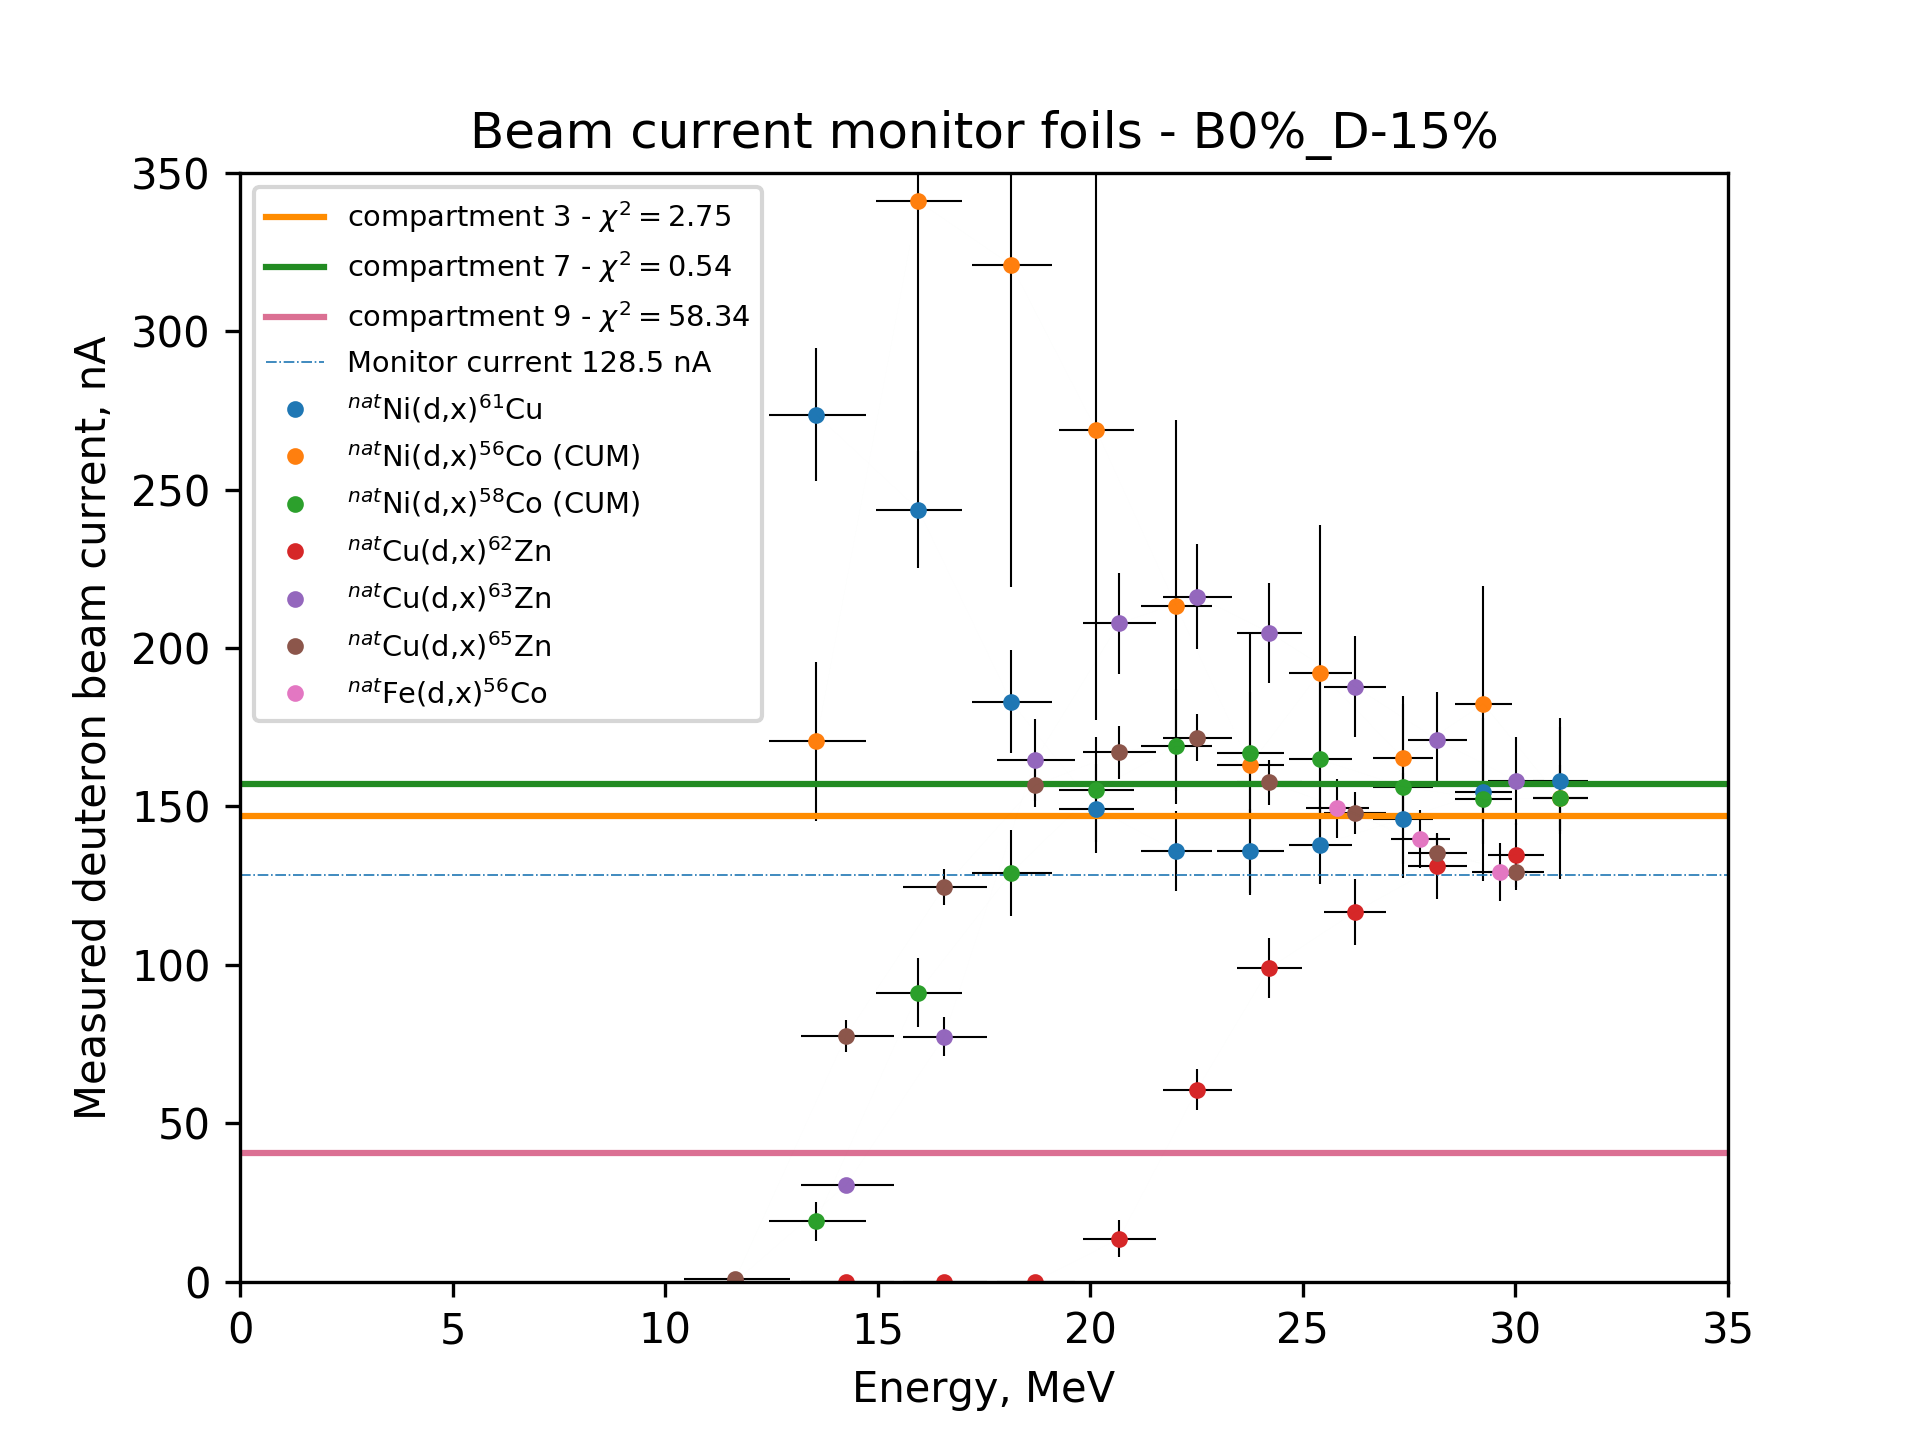 Beam current monitor foils - B0%_D-15%
350
300
250
200
150
100
50
0
Measured deuteron beam current, nA
compartment 3 - χ² = 2.75
compartment 7 - χ² = 0.54
compartment 9 - χ² = 58.34
Monitor current 128.5 nA
ⁿᵃᵗNi(d,x)⁶¹Cu
ⁿᵃᵗNi(d,x)⁵⁶Co (CUM)
ⁿᵃᵗNi(d,x)⁵⁸Co (CUM)
ⁿᵃᵗCu(d,x)⁶²Zn
ⁿᵃᵗCu(d,x)⁶³Zn
ⁿᵃᵗCu(d,x)⁶⁵Zn
ⁿᵃᵗFe(d,x)⁵⁶Co
0 5 10 15 20 25 30 35
Energy, MeV